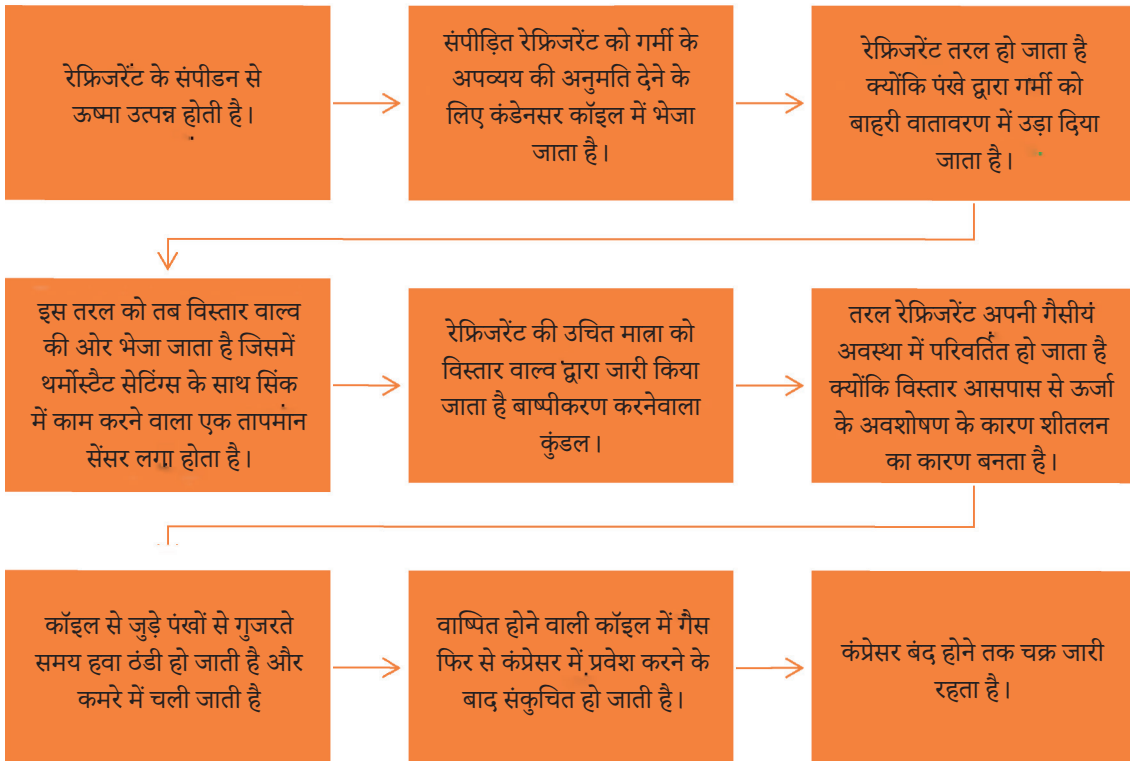 रेफ्रिजरेंट के संपीडन से
ऊष्मा उत्पन्न होती है।
संपीड़ित रेफ्रिजरेंट को गर्मी के
अपव्यय की अनुमति देने के
लिए कंडेनसर कॉइल में भेजा
जाता है।
रेफ्रिजरेंट तरल हो जाता है
क्योंकि पंखे द्वारा गर्मी को
बाहरी वातावरण में उड़ा दिया
जाता है।
इस तरल को तब विस्तार वाल्व
की ओर भेजा जाता है जिसमें
थर्मोस्टैट सेटिंग्स के साथ सिंक
में काम करने वाला एक तापमान
सेंसर लगा होता है।
रेफ्रिजरेंट की उचित मात्रा को
विस्तार वाल्व द्वारा जारी किया
जाता है बाष्पीकरण करनेवाला
कुंडल।
तरल रेफ्रिजरेंट अपनी गैसीय
अवस्था में परिवर्तित हो जाता है
क्योंकि विस्तार आसपास से ऊर्जा
के अवशोषण के कारण शीतलन
का कारण बनता है।
कॉइल से जुड़े पंखों से गुजरते
समय हवा ठंडी हो जाती है और
कमरे में चली जाती है
वाष्पित होने वाली कॉइल में गैस
फिर से कंप्रेसर में प्रवेश करने के
बाद संकुचित हो जाती है।
कंप्रेसर बंद होने तक चक्र जारी
रहता है।